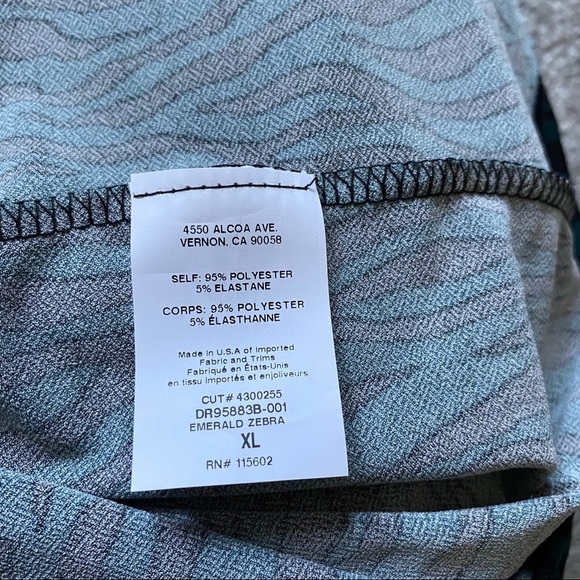 4550 ALCOA AVE.
VERNON, CA 90058
SELF: 95% POLYESTER
5% ELASTANE
CORPS: 95% POLYESTER
5% ÉLASTHANNE
Made in U.S.A of Imported
Fabric and Trims
Fabriqué en États-Unis
en tissu importés et enjoliveurs
CUT# 4300255
DR95883B-001
EMERALD ZEBRA
XL
RN# 115602